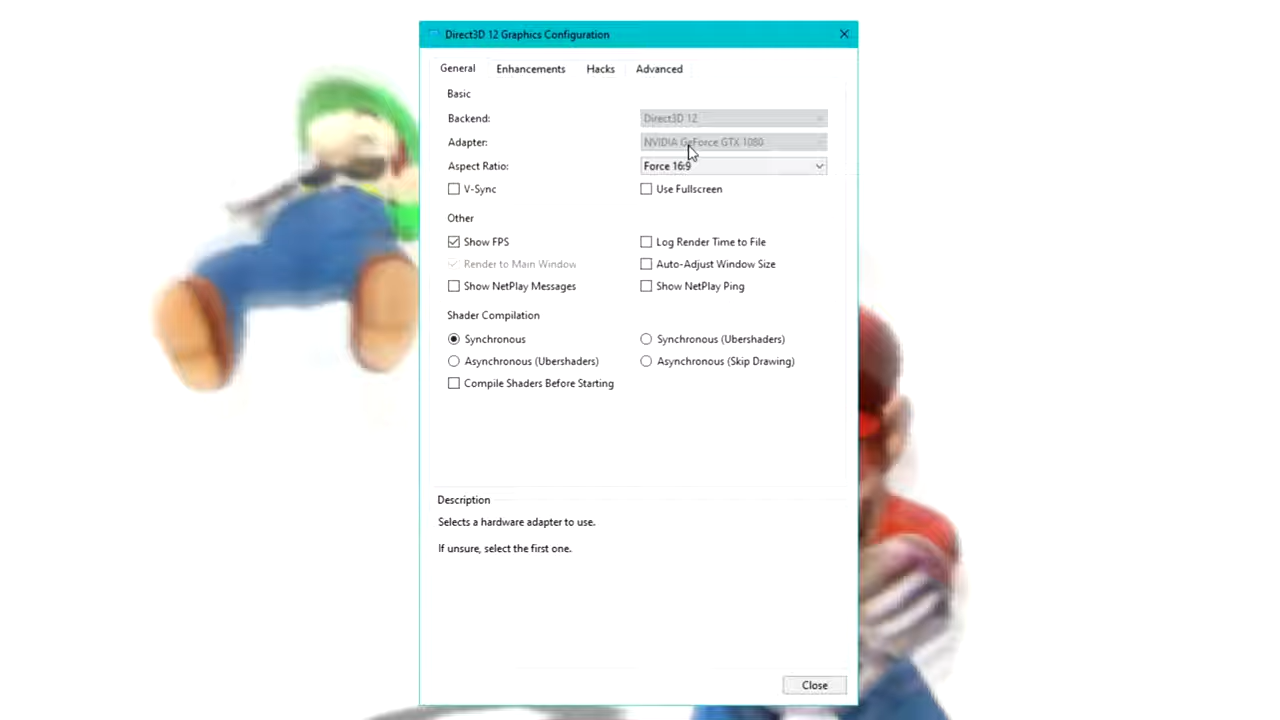 Direct3D 12 Graphics Configuration
General Enhancements Hacks Advanced
Basic
Backend: Direct3D 12
Adapter: NVIDIA GeForce GTX 1080
Aspect Ratio: Force 16:9
V-Sync Use Fullscreen
Other
Show FPS Log Render Time to File
Render to Main Window Auto-Adjust Window Size
Show NetPlay Messages Show NetPlay Ping
Shader Compilation
Synchronous Synchronous (Ubershaders)
Asynchronous (Ubershaders) Asynchronous (Skip Drawing)
Compile Shaders Before Starting
Description
Selects a hardware adapter to use.
If unsure, select the first one.
Close